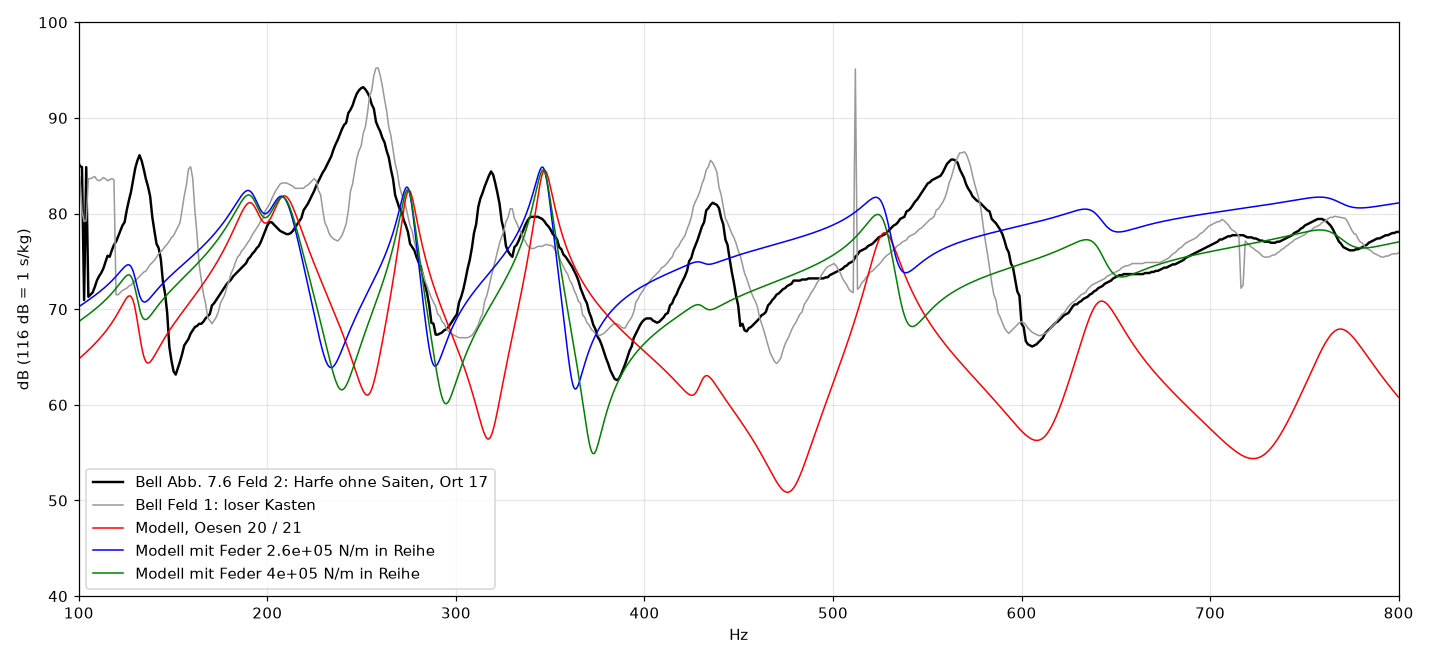 100
90
80
70
60
50
40
dB (116 dB = 1 s/kg)
Bell Abb. 7.6 Feld 2: Harfe ohne Saiten, Ort 17
Bell Feld 1: loser Kasten
Modell, Oesen 20 / 21
Modell mit Feder 2.6e+05 N/m in Reihe
Modell mit Feder 4e+05 N/m in Reihe
100 200 300 400 500 600 700 800
Hz